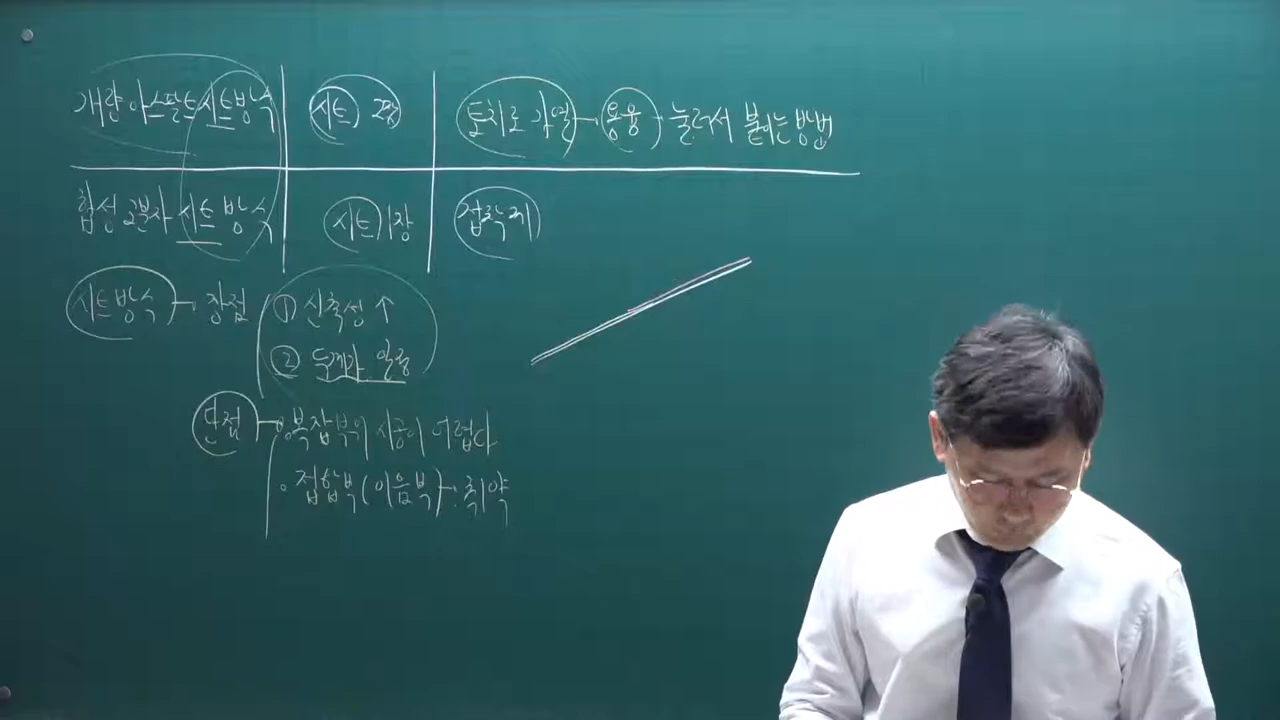 개량 아스팔트 시트방식 시트 1장 토치로 가열 → 용융 → 눌러서 붙이는 방법
합성 고분자 시트 방식 시트 1장 접착제
시트방식 → 장점 ① 신축성 ↑
② 두께가 일정
단점 → 복잡부위 시공이 어렵다
접합부(이음부) → 취약